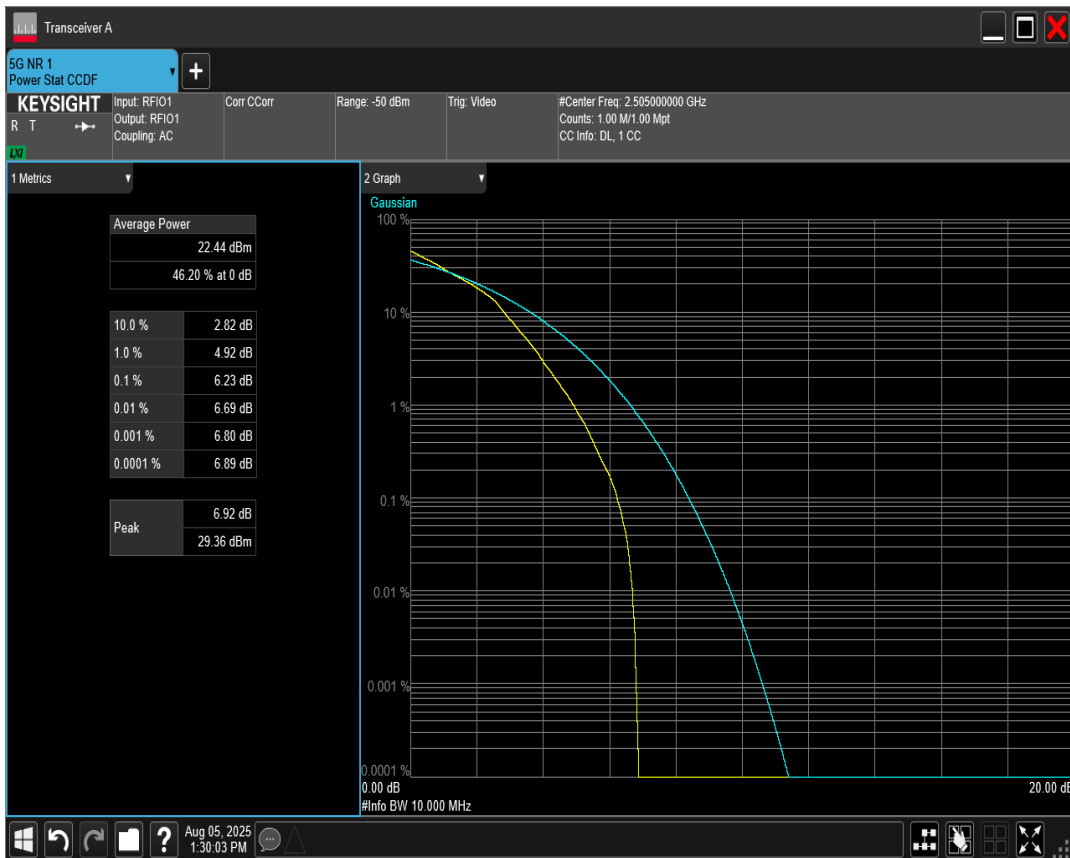 Transceiver A
5G NR 1
Power Stat CCDF
KEYSIGHT
R T
LXI
Input: RFIO1
Output: RFIO1
Coupling: AC
Corr CCorr
Range: -50 dBm
Trig: Video
#Center Freq: 2.505000000 GHz
Counts: 1.00 M/1.00 Mpt
CC Info: DL, 1 CC
1 Metrics
Average Power
22.44 dBm
46.20 % at 0 dB
10.0 % 2.82 dB
1.0 % 4.92 dB
0.1 % 6.23 dB
0.01 % 6.69 dB
0.001 % 6.80 dB
0.0001 % 6.89 dB
Peak
6.92 dB
29.36 dBm
2 Graph
Gaussian
100 %
10 %
1 %
0.1 %
0.01 %
0.001 %
0.0001 %
0.00 dB
20.00 dB
#Info BW 10.000 MHz
?
Aug 05, 2025
1:30:03 PM